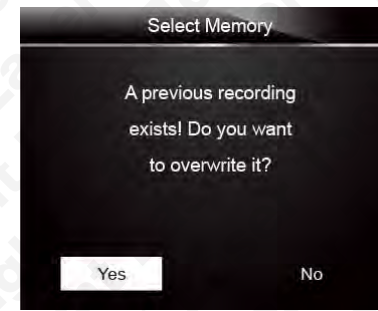 Select Memory
A previous recording
exists! Do you want
to overwrite it?
Yes No